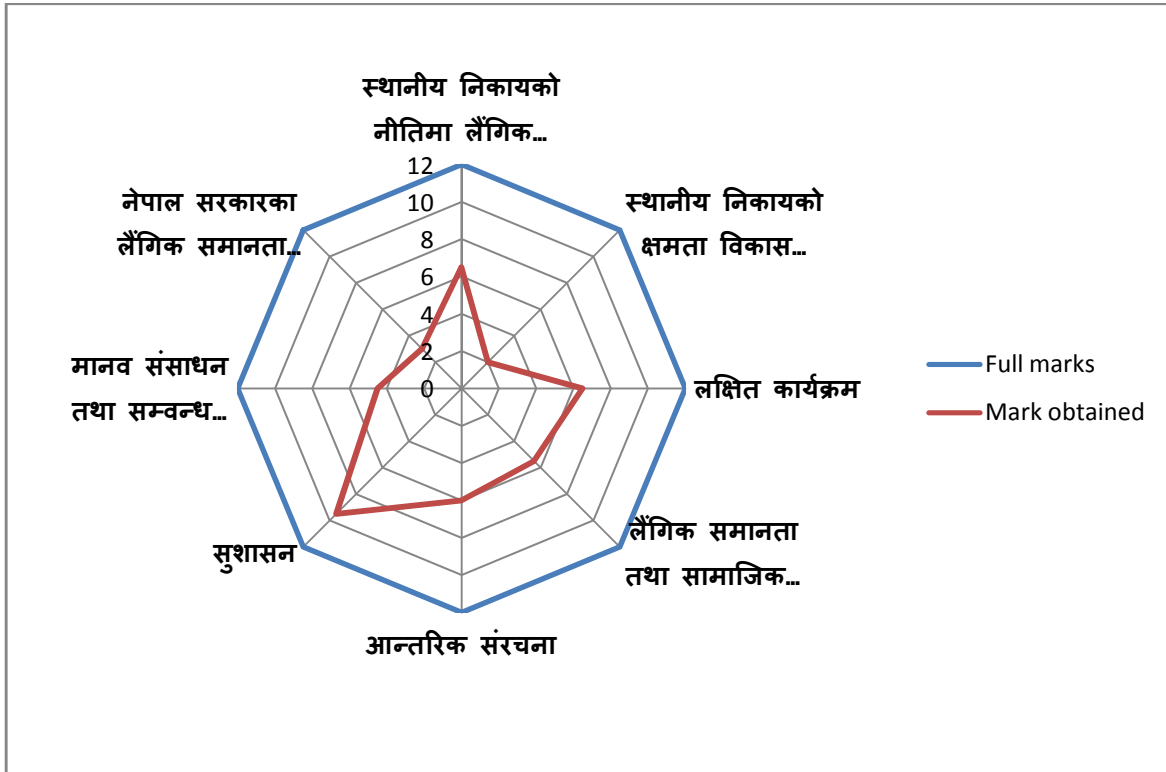 स्थानीय निकायको
नीतिमा लैंगिक...
स्थानीय निकायको
क्षमता विकास...
लक्षित कार्यक्रम
लैंगिक समानता
तथा सामाजिक...
आन्तरिक संरचना
सुशासन
मानव संसाधन
तथा सम्वन्ध...
नेपाल सरकारका
लैंगिक समानता...
12
10
8
6
4
2
0
Full marks
Mark obtained